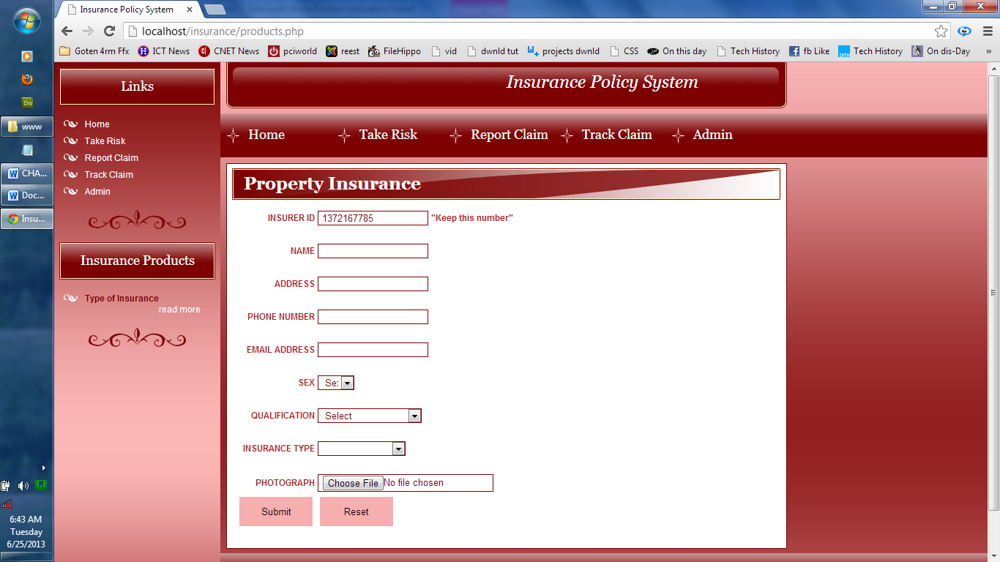 Insurance Policy System
localhost/insurance/products.php
Goten 4rm Ffx ICT News CNET News pciworld reest FileHippo vid dwnld tut projects dwnld CSS On this day Tech History fb Like Tech History On dis-Day »
Links
Home
Take Risk
Report Claim
Track Claim
Admin
Insurance Products
Type of Insurance
read more
Insurance Policy System
Home Take Risk Report Claim Track Claim Admin
Property Insurance
INSURER ID 1372167785 "Keep this number"
NAME
ADDRESS
PHONE NUMBER
EMAIL ADDRESS
SEX Se:
QUALIFICATION Select
INSURANCE TYPE
PHOTOGRAPH Choose File No file chosen
Submit Reset
Dw
www
CHA...
Doc...
Insu...
6:43 AM
Tuesday
6/25/2013